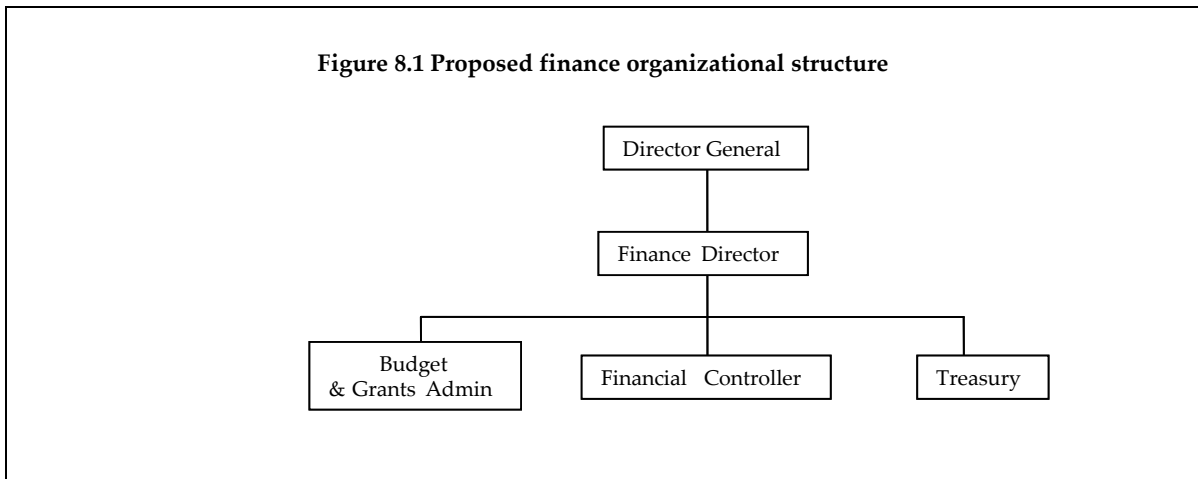 Figure 8.1 Proposed finance organizational structure
Director General
Finance Director
Budget
& Grants Admin
Financial Controller
Treasury